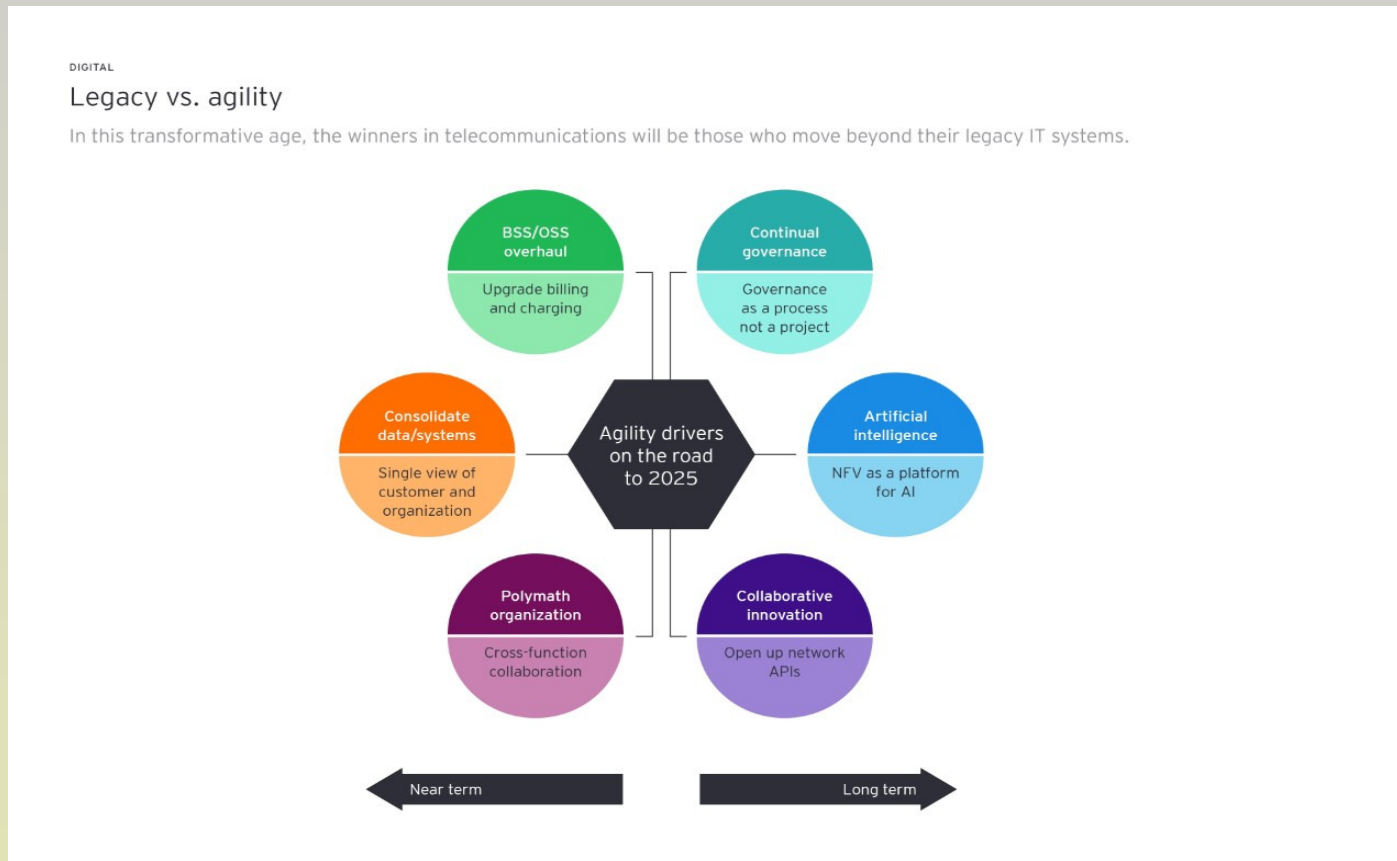 DIGITAL
Legacy vs. agility
In this transformative age, the winners in telecommunications will be those who move beyond their legacy IT systems.
BSS/OSS
overhaul
Upgrade billing
and charging
Continual
governance
Governance
as a process
not a project
Consolidate
data/systems
Single view of
customer and
organization
Agility drivers
on the road
to 2025
Artificial
intelligence
NFV as a platform
for AI
Polymath
organization
Cross-function
collaboration
Collaborative
innovation
Open up network
APIs
Near term
Long term